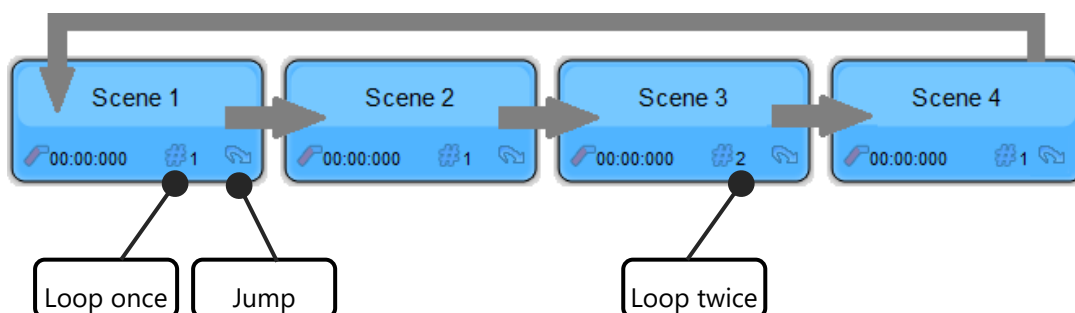 Scene 1
Scene 2
Scene 3
Scene 4
00:00:000 #1
00:00:000 #1
00:00:000 #2
00:00:000 #1
Loop once
Jump
Loop twice